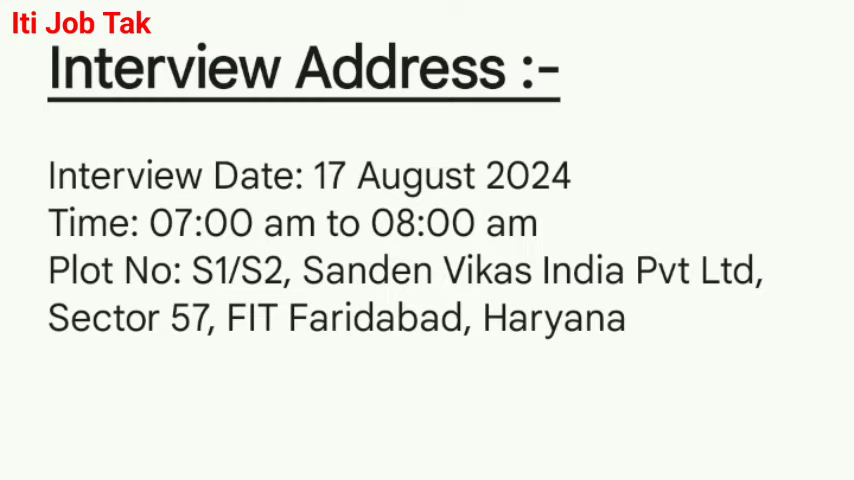 Iti Job Tak
Interview Address :-
Interview Date: 17 August 2024
Time: 07:00 am to 08:00 am
Plot No: S1/S2, Sanden Vikas India Pvt Ltd,
Sector 57, FIT Faridabad, Haryana